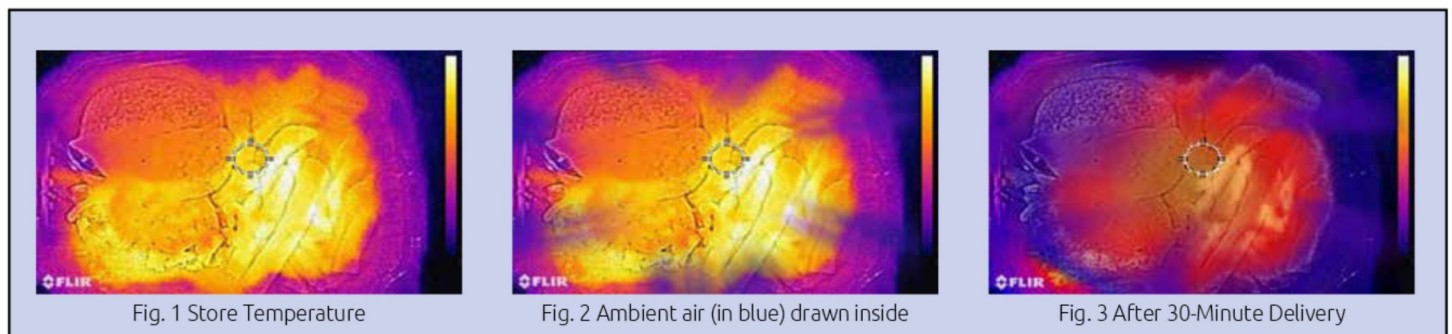 FLIR
FLIR
FLIR
Fig. 1 Store Temperature
Fig. 2 Ambient air (in blue) drawn inside
Fig. 3 After 30-Minute Delivery